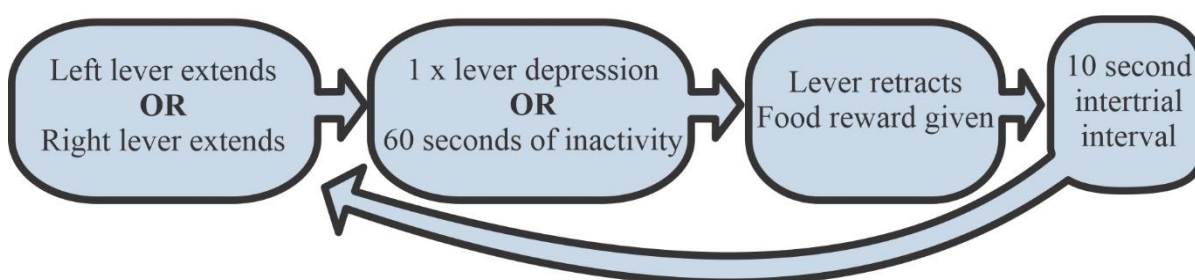 Left lever extends
OR
Right lever extends
1 x lever depression
OR
60 seconds of inactivity
Lever retracts
Food reward given
10 second
intertrial
interval